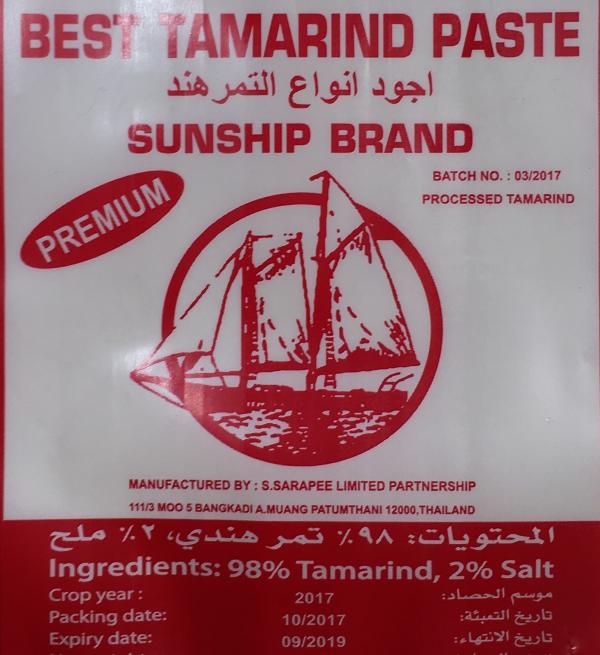 BEST TAMARIND PASTE
اجود انواع التمرهند
SUNSHIP BRAND
BATCH NO. : 03/2017
PROCESSED TAMARIND
PREMIUM
MANUFACTURED BY : S.SARAPEE LIMITED PARTNERSHIP
111/3 MOO 5 BANGKADI A.MUANG PATUMTHANI 12000,THAILAND
المحتويات: ٩٨٪ تمر هندي، ٢٪ ملح
Ingredients: 98% Tamarind, 2% Salt
Crop year : 2017 موسم الحصاد:
Packing date: 10/2017 تاريخ التعبئة:
Expiry date: 09/2019 تاريخ الانتهاء: